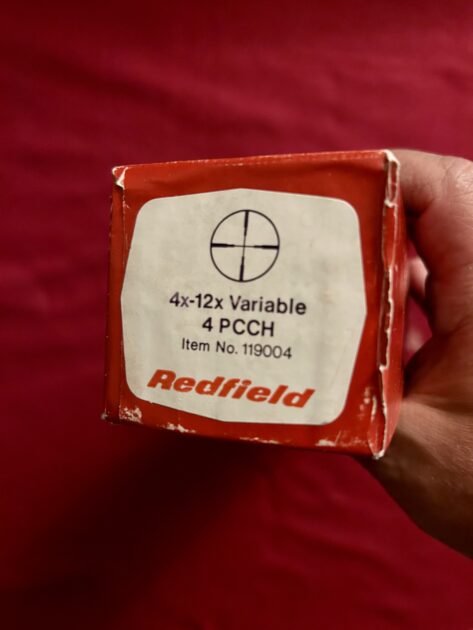 4x-12x Variable
4 PCCH
Item No. 119004
Redfield